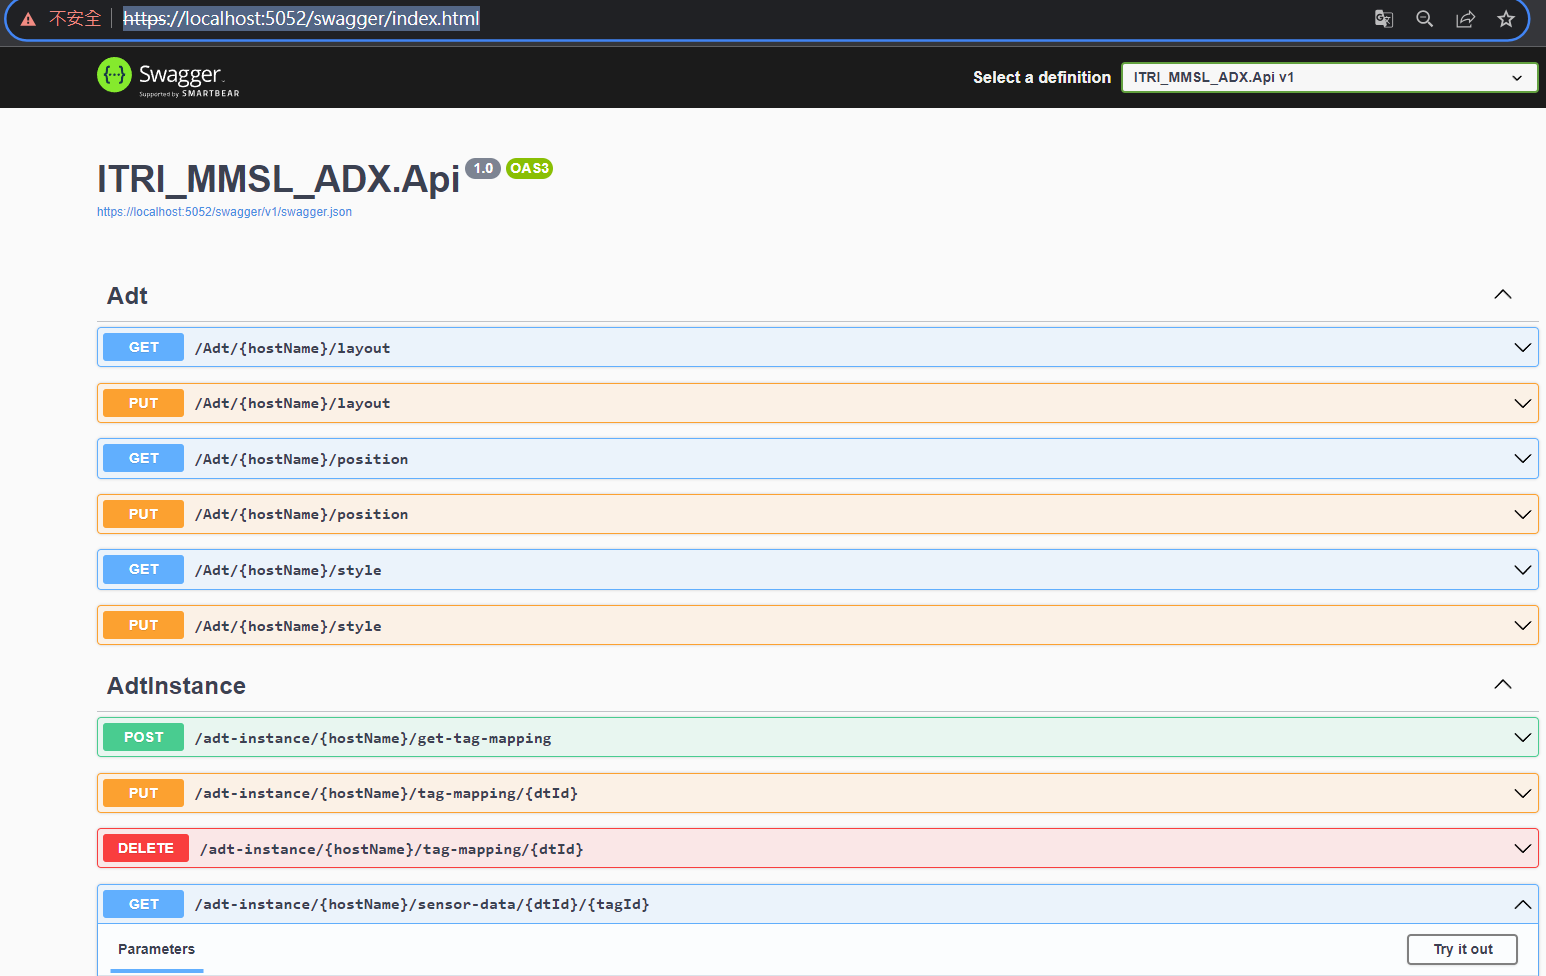 不安全 https://localhost:5052/swagger/index.html
Swagger
Supported by SMARTBEAR
Select a definition
ITRI_MMSL_ADX.Api v1
ITRI_MMSL_ADX.Api 1.0 OAS3
https://localhost:5052/swagger/v1/swagger.json
Adt
GET /Adt/{hostName}/layout
PUT /Adt/{hostName}/layout
GET /Adt/{hostName}/position
PUT /Adt/{hostName}/position
GET /Adt/{hostName}/style
PUT /Adt/{hostName}/style
AdtInstance
POST /adt-instance/{hostName}/get-tag-mapping
PUT /adt-instance/{hostName}/tag-mapping/{dtId}
DELETE /adt-instance/{hostName}/tag-mapping/{dtId}
GET /adt-instance/{hostName}/sensor-data/{dtId}/{tagId}
Parameters
Try it out